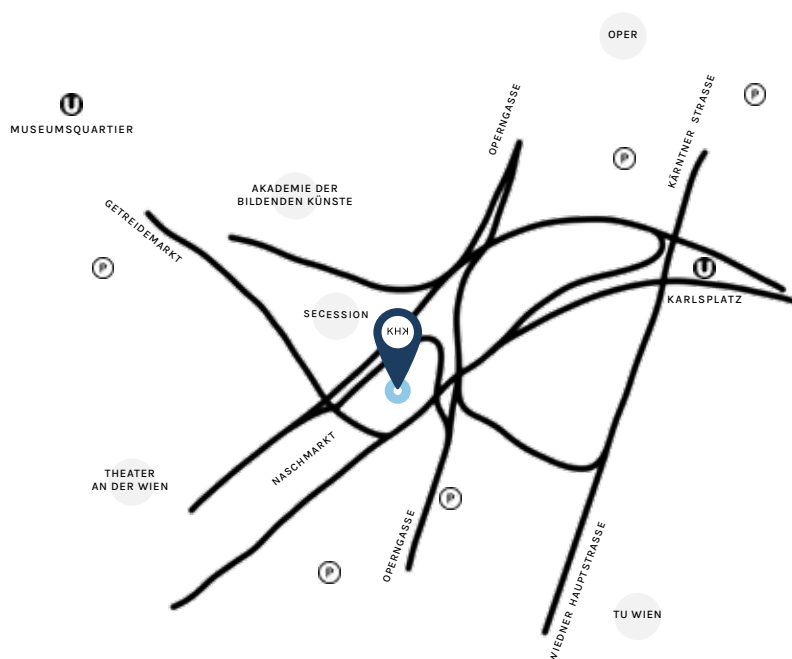 OPER
P
U
MUSEUMSQUARTIER
OPERNGASSE
KÄRNTNER STRASSE
P
AKADEMIE DER
BILDENDEN KÜNSTE
GETREIDEMARKT
P
U
KARLSPLATZ
SECESSION
KHK
NASCHMARKT
THEATER
AN DER WIEN
P
OPERNGASSE
P
WIEDNER HAUPTSTRASSE
TU WIEN